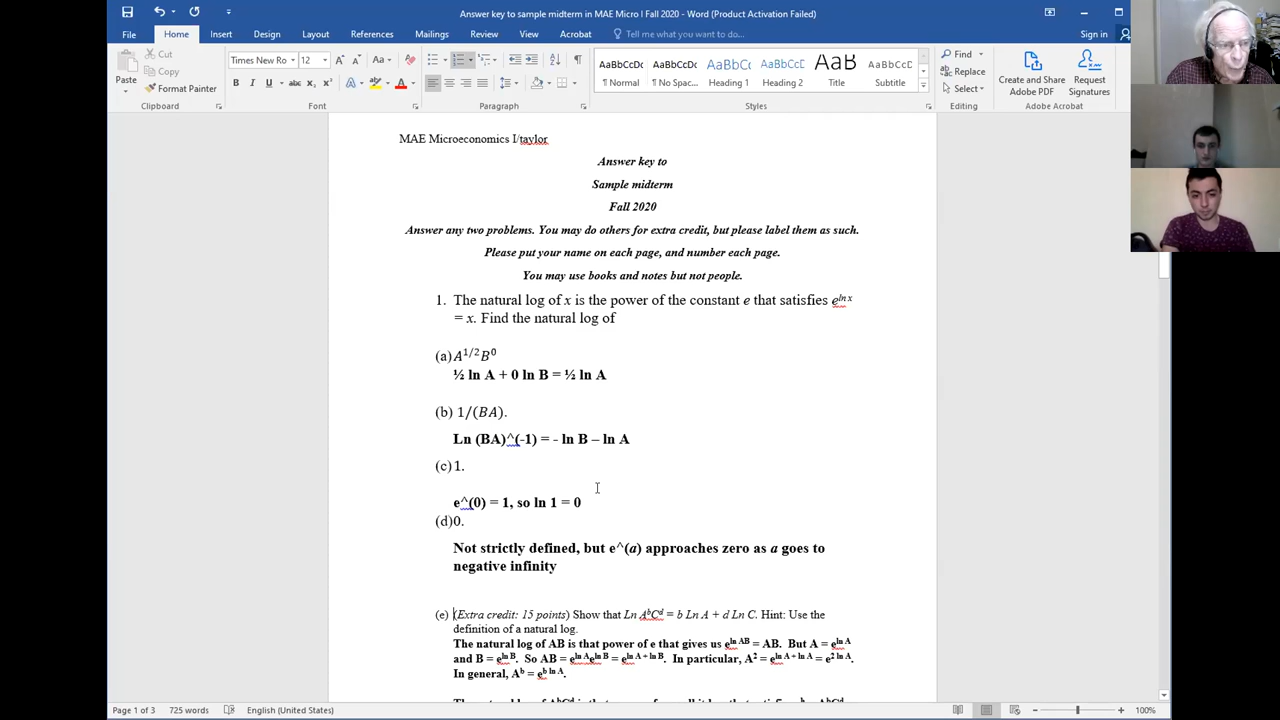 Answer key to sample midterm in MAE Micro I Fall 2020 - Word (Product Activation Failed)
File Home Insert Design Layout References Mailings Review View Acrobat Tell me what you want to do... Sign in
Paste
Cut
Copy
Format Painter
Clipboard
Times New Ro 12
Font
Paragraph
AaBbCcDc AaBbCcDc AaBbCc AaBbCcD AaB AaBbCcD
¶ Normal ¶ No Spac... Heading 1 Heading 2 Title Subtitle
Styles
Find
Replace
Select
Editing
Create and Share
Adobe PDF
Request
Signatures
Adobe Acrobat
MAE Microeconomics I/taylor
Answer key to
Sample midterm
Fall 2020
Answer any two problems. You may do others for extra credit, but please label them as such.
Please put your name on each page, and number each page.
You may use books and notes but not people.
1. The natural log of x is the power of the constant e that satisfies e^ln x
= x. Find the natural log of
(a) A^1/2 B^0
½ ln A + 0 ln B = ½ ln A
(b) 1/(BA).
Ln (BA)^(-1) = - ln B – ln A
(c) 1.
e^(0) = 1, so ln 1 = 0
(d) 0.
Not strictly defined, but e^(a) approaches zero as a goes to
negative infinity
(e) (Extra credit: 15 points) Show that Ln A^bC^d = b Ln A + d Ln C. Hint: Use the
definition of a natural log.
The natural log of AB is that power of e that gives us e^ln AB = AB. But A = e^ln A
and B = e^ln B. So AB = e^ln A e^ln B = e^ln A + ln B. In particular, A^2 = e^ln A + ln A = e^2 ln A.
In general, A^b = e^b ln A.
Page 1 of 3 725 words English (United States) 100%